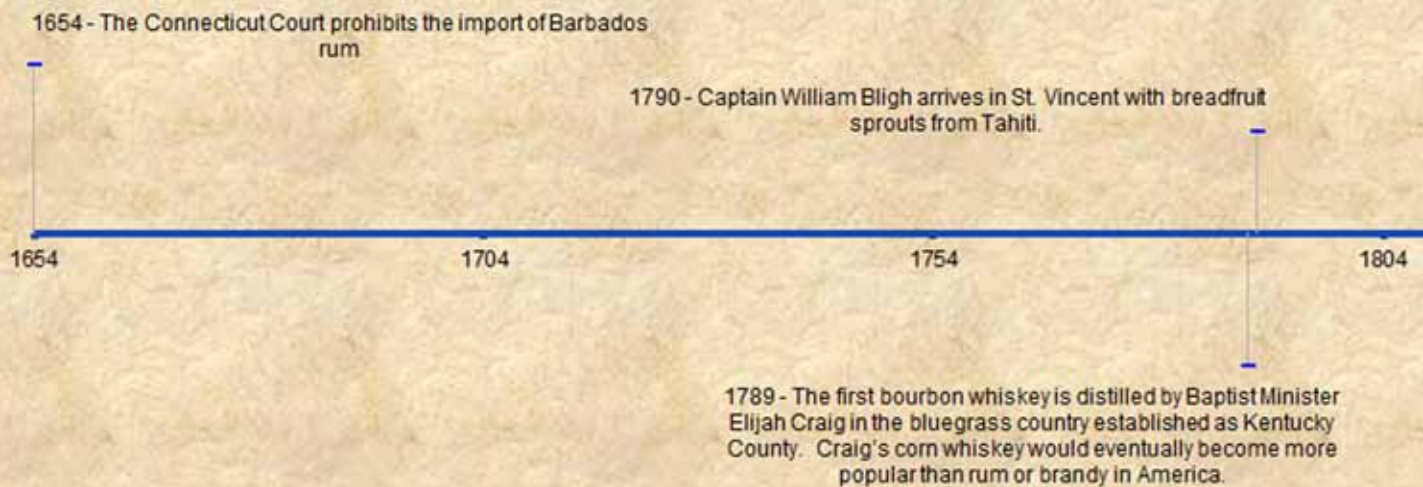 1654 - The Connecticut Court prohibits the import of Barbados
rum
1790 - Captain William Bligh arrives in St. Vincent with breadfruit
sprouts from Tahiti.
1654
1704
1754
1804
1789 - The first bourbon whiskey is distilled by Baptist Minister
Elijah Craig in the bluegrass country established as Kentucky
County. Craig's corn whiskey would eventually become more
popular than rum or brandy in America.